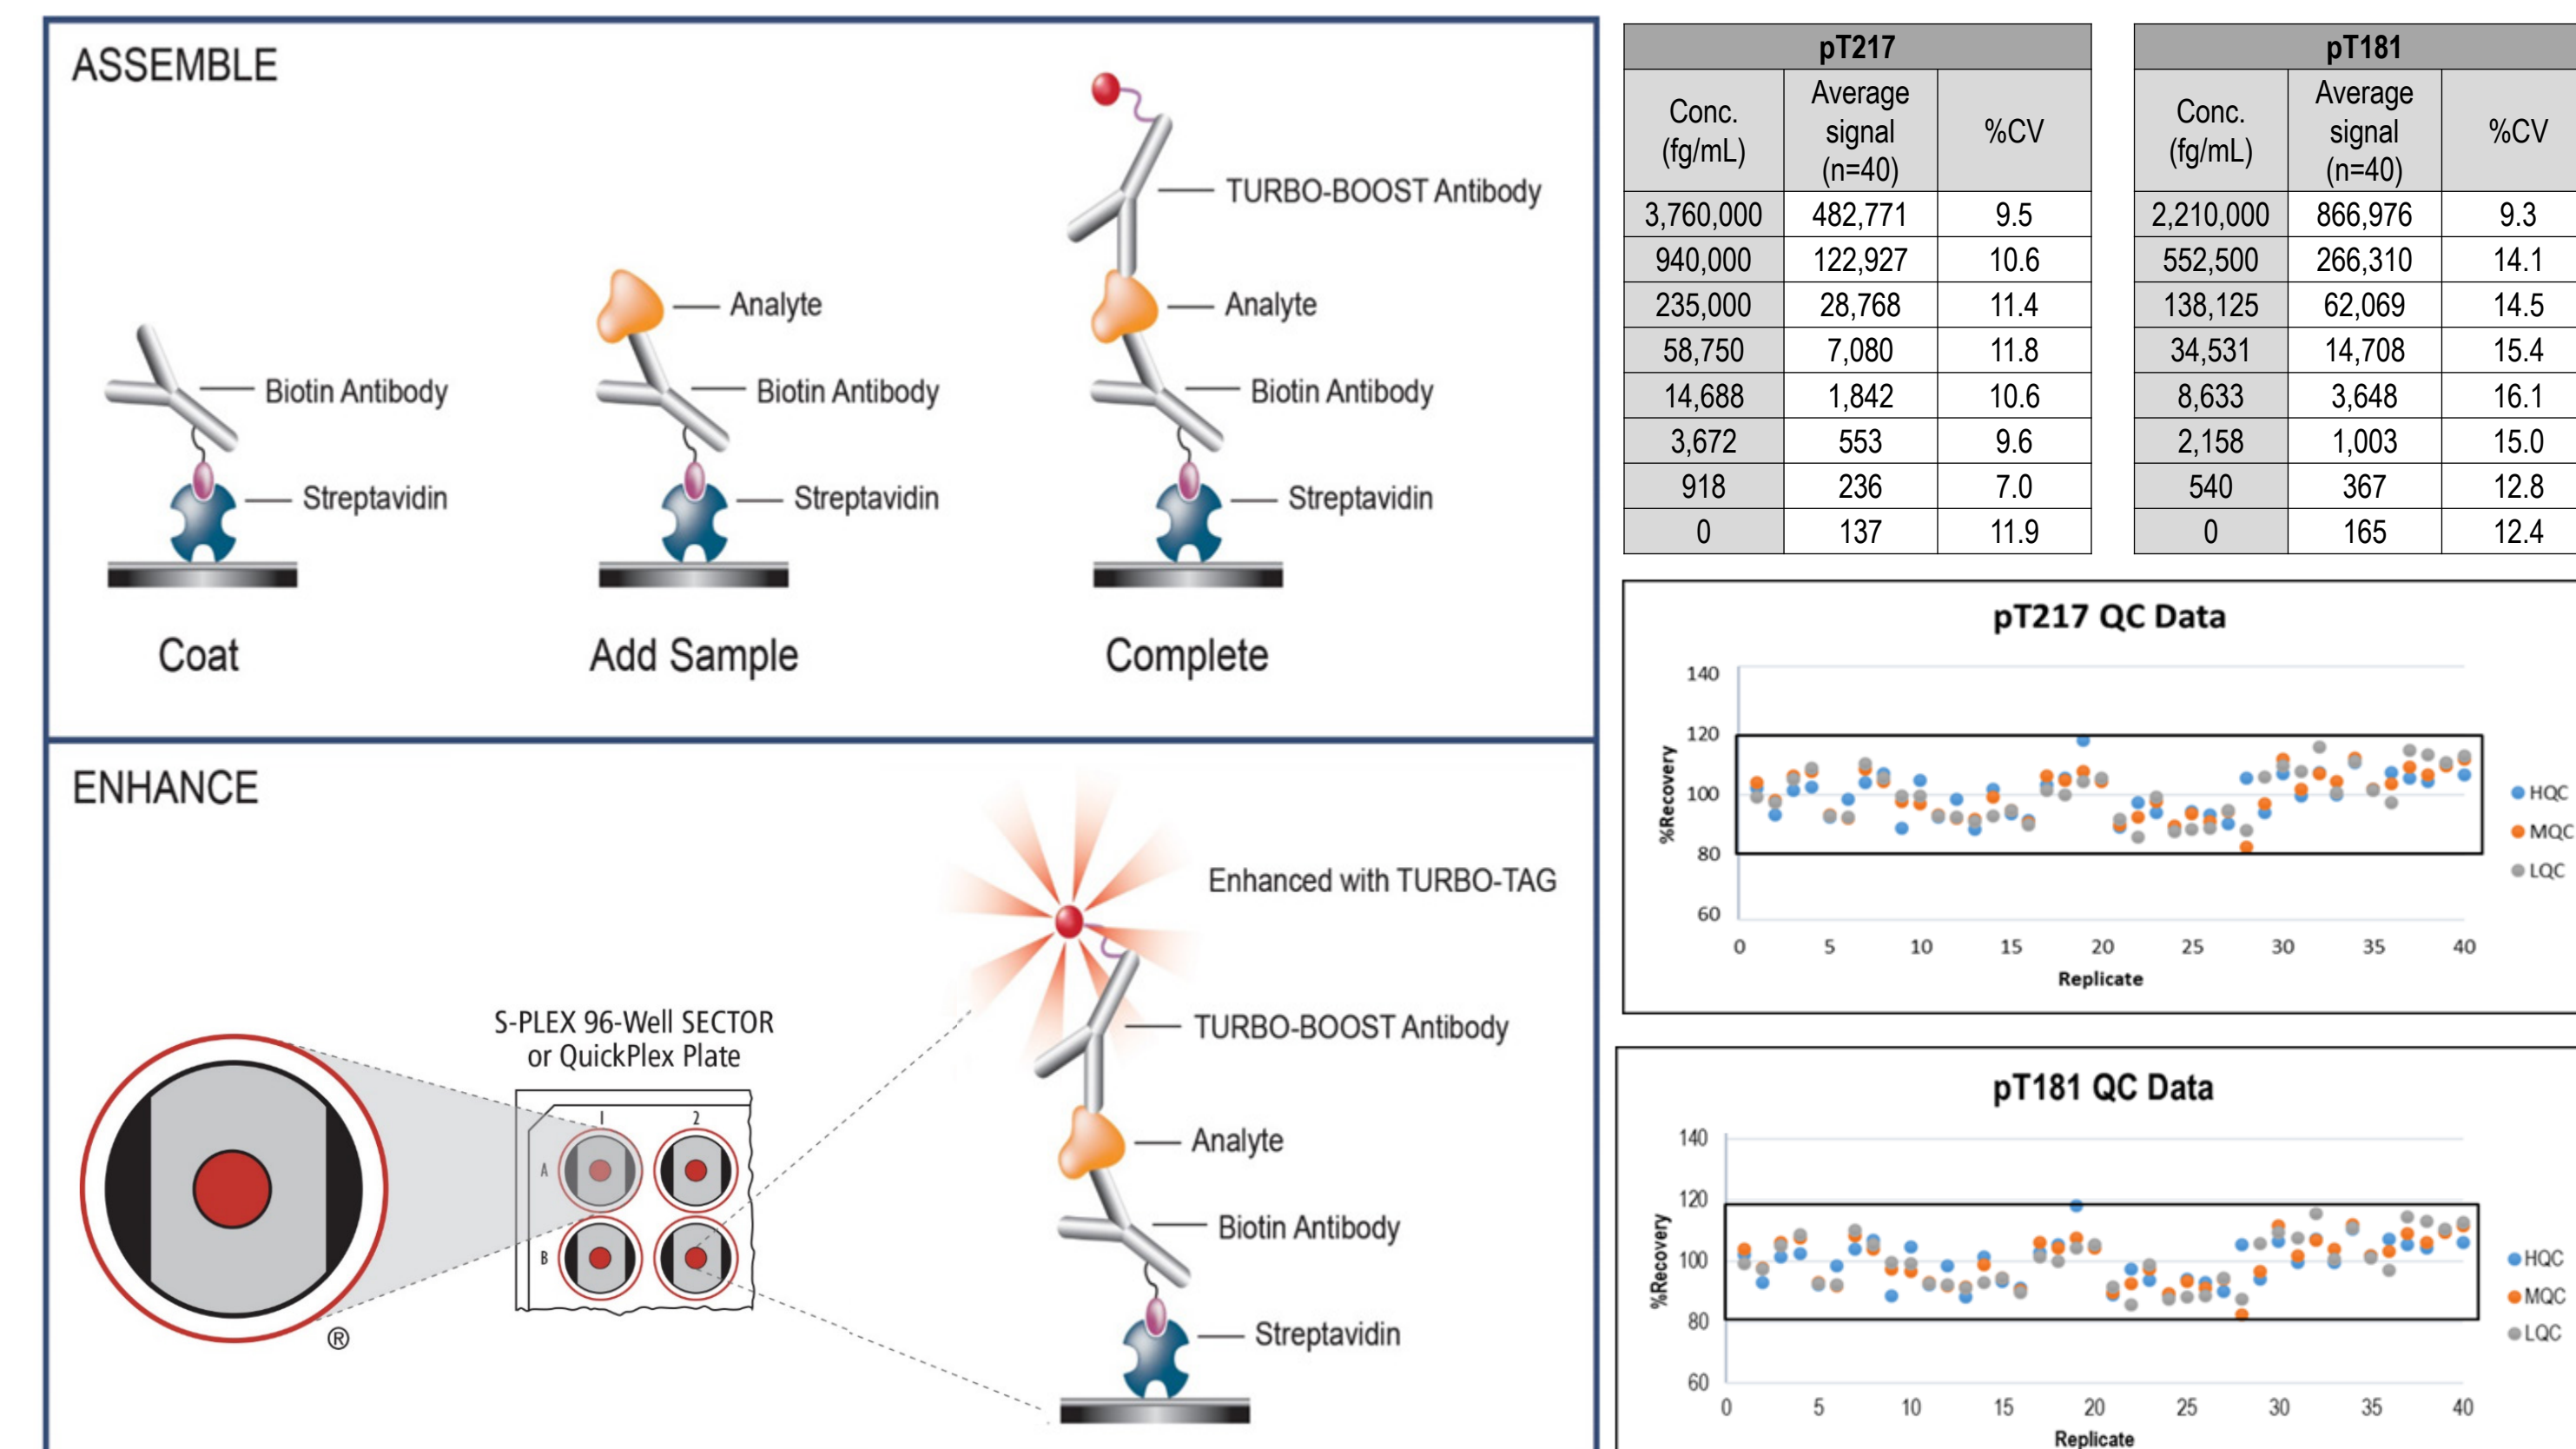 ASSEMBLE
TURBO-BOOST Antibody
Analyte
Analyte
Biotin Antibody
Biotin Antibody
Biotin Antibody
Streptavidin
Streptavidin
Streptavidin
Coat
Add Sample
Complete
ENHANCE
Enhanced with TURBO-TAG
S-PLEX 96-Well SECTOR
or QuickPlex Plate
1 2
A
B
®
TURBO-BOOST Antibody
Analyte
Biotin Antibody
Streptavidin
pT217
Conc. (fg/mL) Average signal (n=40) %CV
3,760,000 482,771 9.5
940,000 122,927 10.6
235,000 28,768 11.4
58,750 7,080 11.8
14,688 1,842 10.6
3,672 553 9.6
918 236 7.0
0 137 11.9
pT181
Conc. (fg/mL) Average signal (n=40) %CV
2,210,000 866,976 9.3
552,500 266,310 14.1
138,125 62,069 14.5
34,531 14,708 15.4
8,633 3,648 16.1
2,158 1,003 15.0
540 367 12.8
0 165 12.4
pT217 QC Data
%Recovery
140
120
100
80
60
0 5 10 15 20 25 30 35 40
Replicate
HQC
MQC
LQC
pT181 QC Data
%Recovery
140
120
100
80
60
0 5 10 15 20 25 30 35 40
Replicate
HQC
MQC
LQC